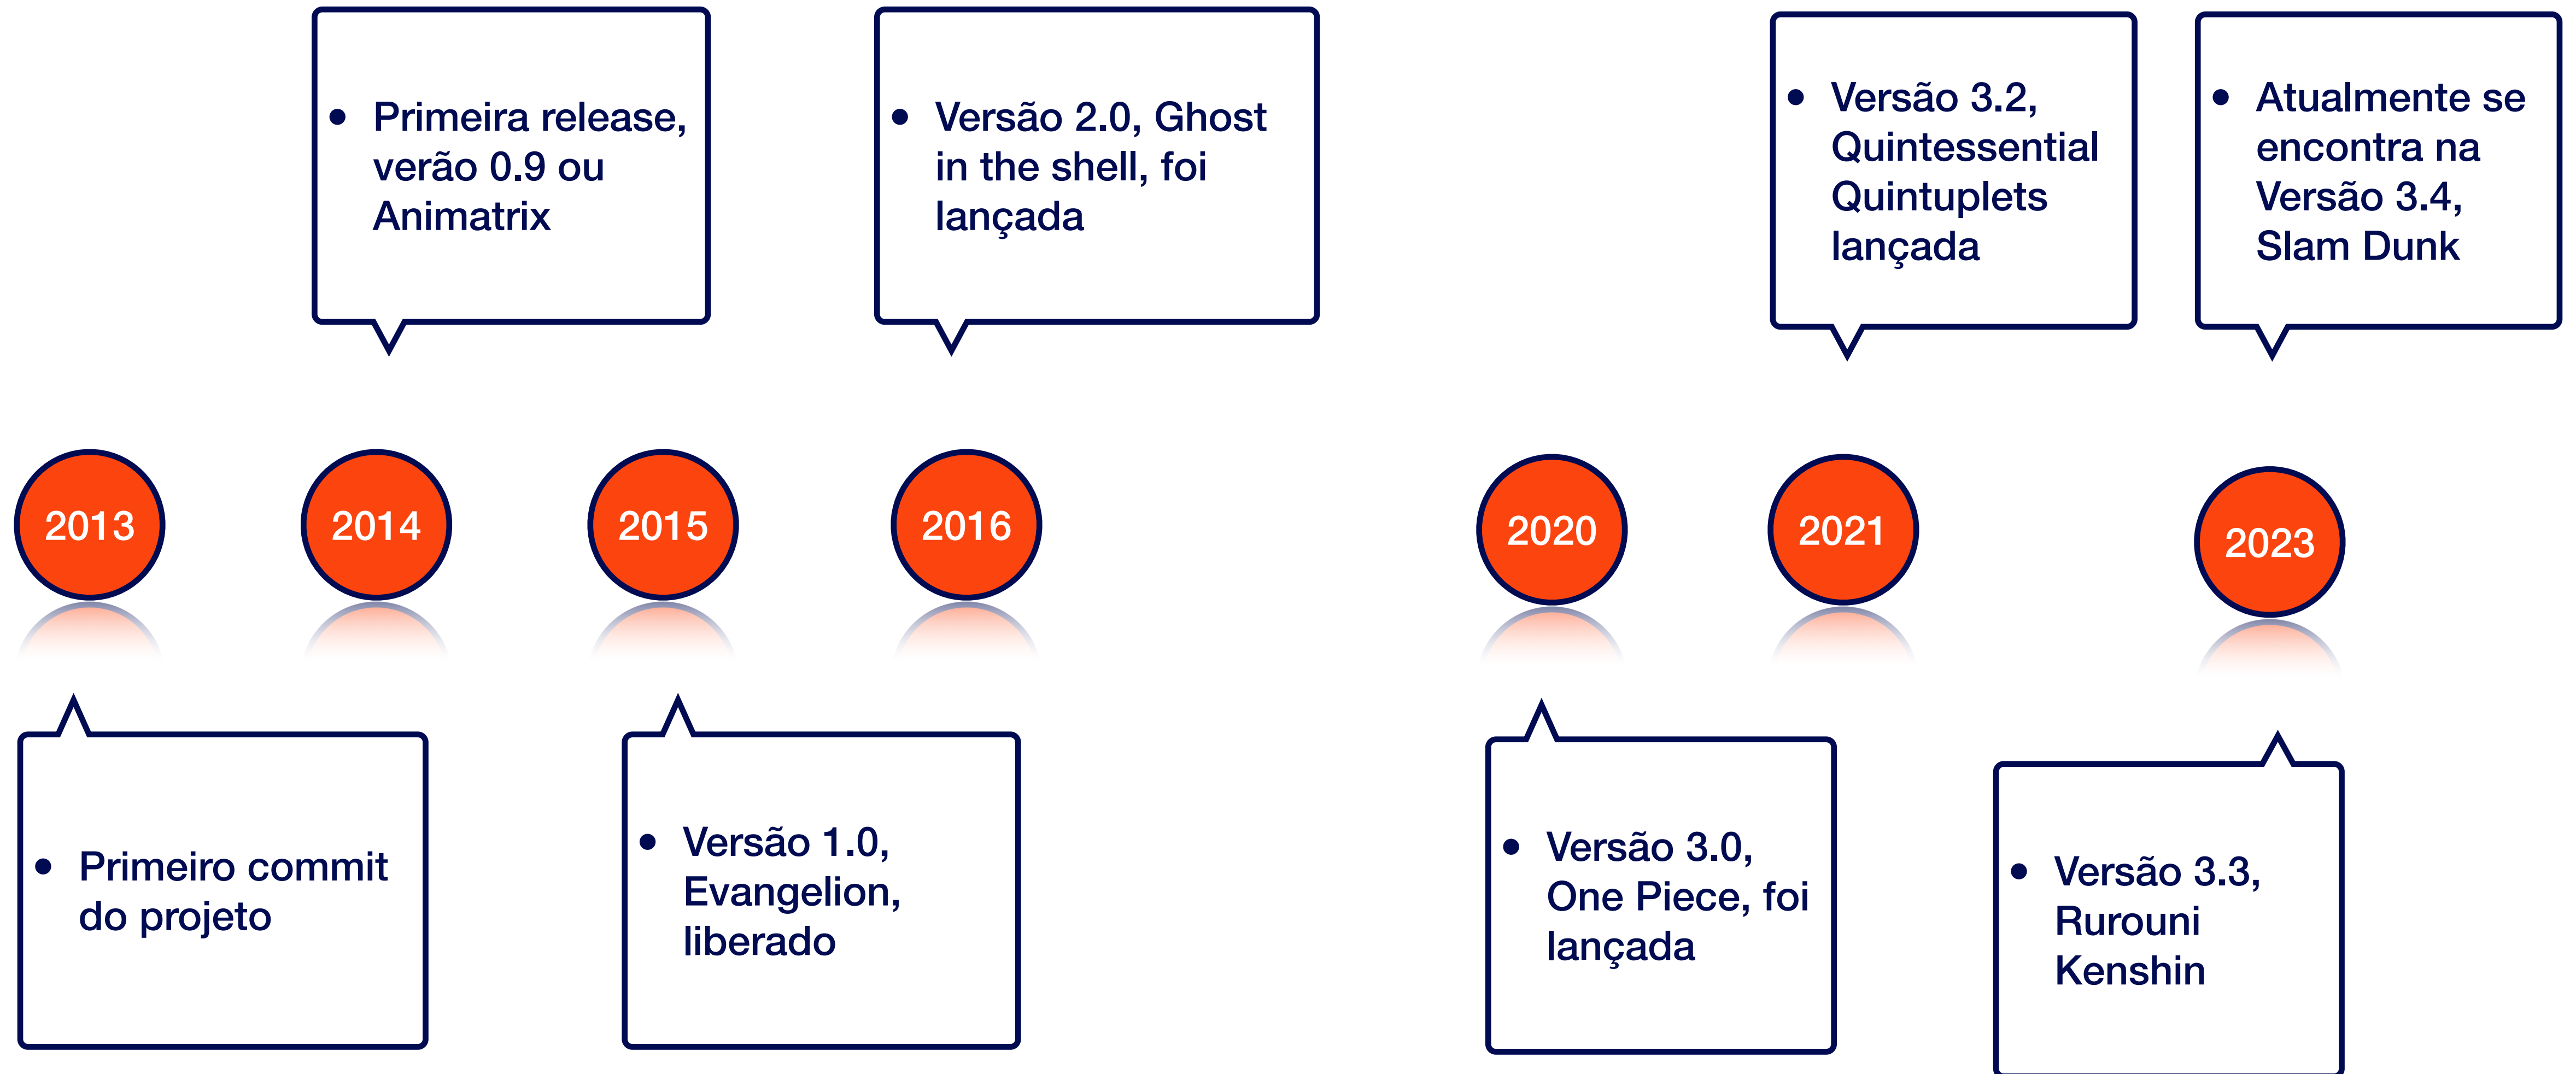 • Primeira release,
verão 0.9 ou
Animatrix
• Versão 2.0, Ghost
in the shell, foi
lançada
• Versão 3.2,
Quintessential
Quintuplets
lançada
• Atualmente se
encontra na
Versão 3.4,
Slam Dunk
2013
2014
2015
2016
2020
2021
2023
• Primeiro commit
do projeto
• Versão 1.0,
Evangelion,
liberado
• Versão 3.0,
One Piece, foi
lançada
• Versão 3.3,
Rurouni
Kenshin